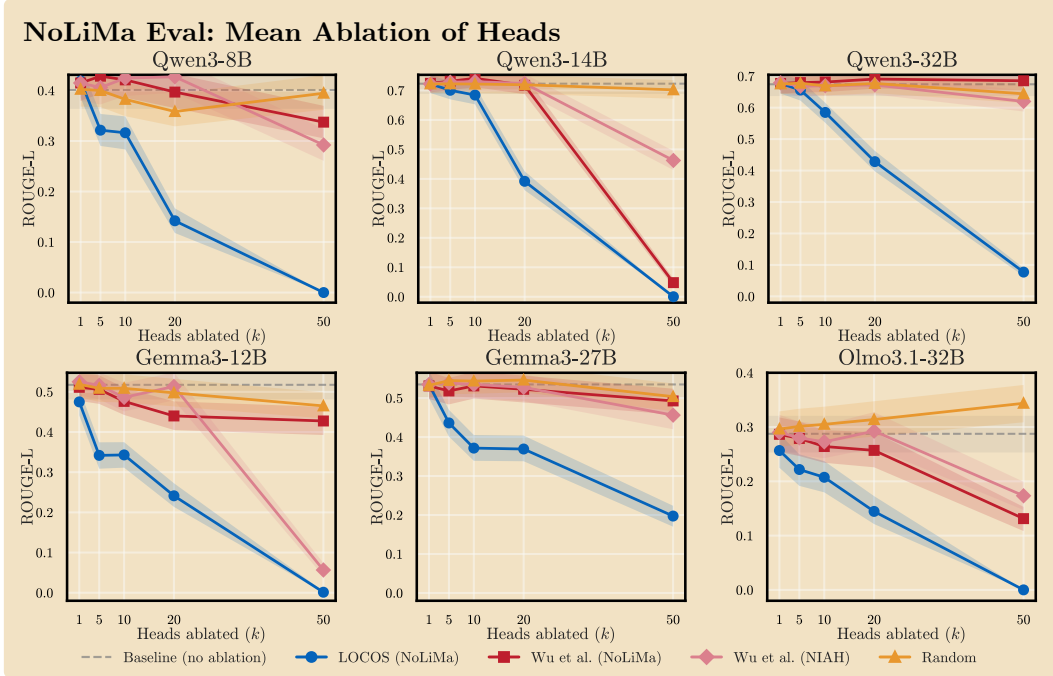 NoLiMa Eval: Mean Ablation of Heads
Qwen3-8B
ROUGE-L
0.4
0.3
0.2
0.1
0.0
1 5 10 20 50
Heads ablated (k)
Qwen3-14B
ROUGE-L
0.7
0.6
0.5
0.4
0.3
0.2
0.1
0.0
1 5 10 20 50
Heads ablated (k)
Qwen3-32B
ROUGE-L
0.7
0.6
0.5
0.4
0.3
0.2
0.1
0.0
1 5 10 20 50
Heads ablated (k)
Gemma3-12B
ROUGE-L
0.5
0.4
0.3
0.2
0.1
0.0
1 5 10 20 50
Heads ablated (k)
Gemma3-27B
ROUGE-L
0.5
0.4
0.3
0.2
0.1
0.0
1 5 10 20 50
Heads ablated (k)
Olmo3.1-32B
ROUGE-L
0.4
0.3
0.2
0.1
0.0
1 5 10 20 50
Heads ablated (k)
Baseline (no ablation) LOCOS (NoLiMa) Wu et al. (NoLiMa) Wu et al. (NIAH) Random